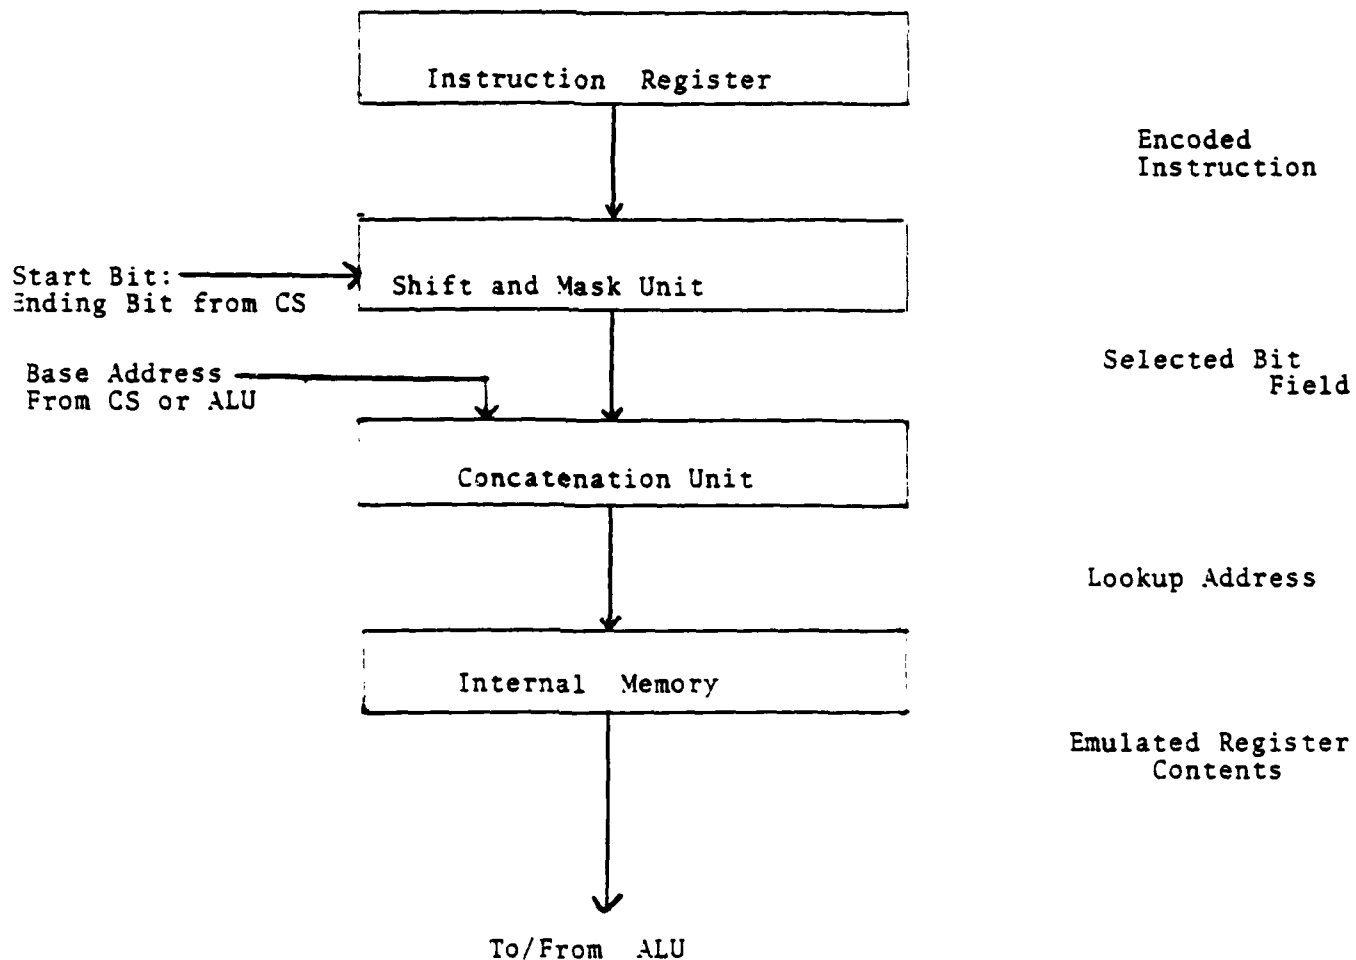 Instruction Register
Encoded
Instruction
Start Bit:
Ending Bit from CS
Shift and Mask Unit
Base Address
From CS or ALU
Selected Bit
Field
Concatenation Unit
Lookup Address
Internal Memory
Emulated Register
Contents
To/From ALU